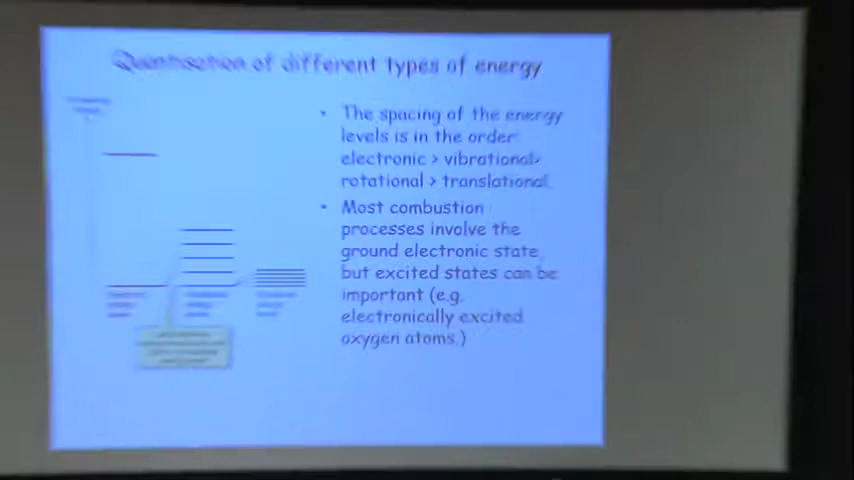 Quantisation of different types of energy
• The spacing of the energy
levels is in the order:
electronic > vibrational>
rotational > translational.
• Most combustion
processes involve the
ground electronic state,
but excited states can be
important (e.g.
electronically excited
oxygen atoms.)